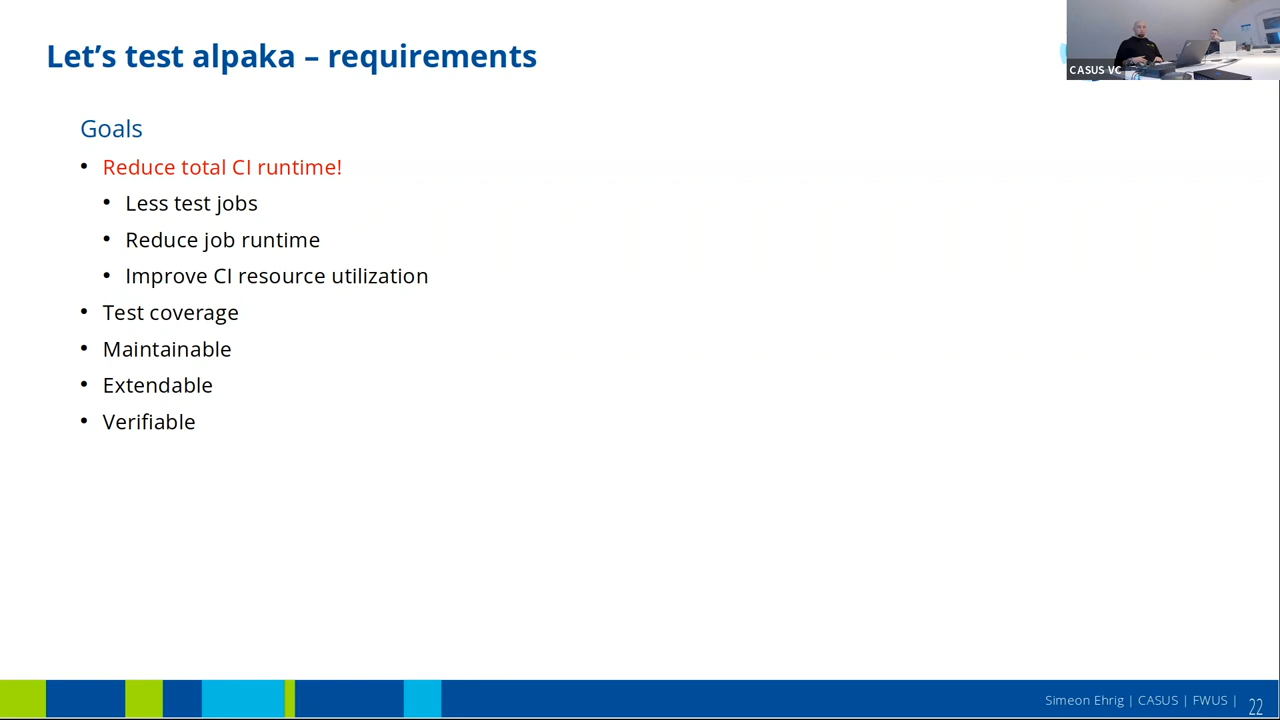 Let’s test alpaka – requirements
CASUS VC
Goals
• Reduce total CI runtime!
• Less test jobs
• Reduce job runtime
• Improve CI resource utilization
• Test coverage
• Maintainable
• Extendable
• Verifiable
Simeon Ehrig | CASUS | FWUS | 22